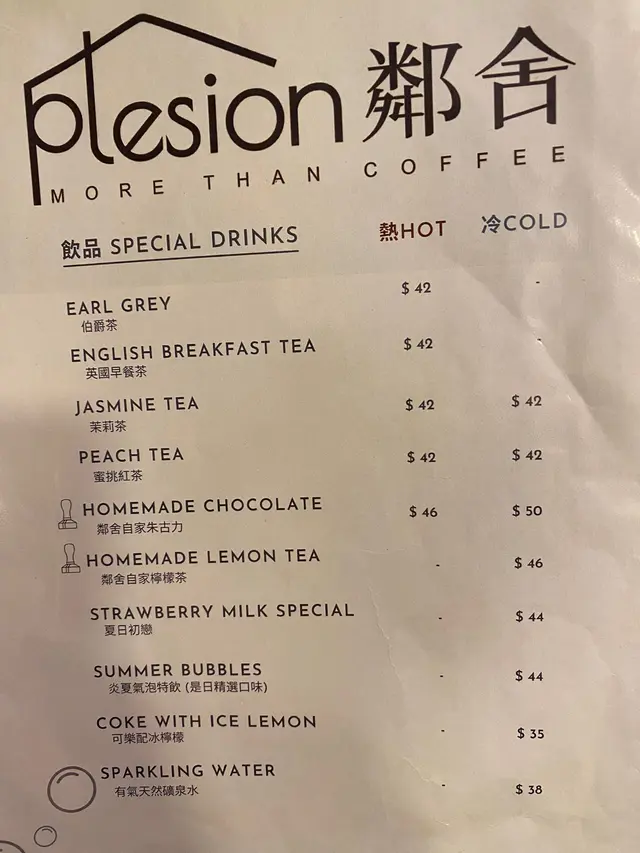 plesion 鄰舍
MORE THAN COFFEE
飲品 SPECIAL DRINKS 熱HOT 冷COLD
EARL GREY $ 42 -
伯爵茶
ENGLISH BREAKFAST TEA $ 42 -
英國早餐茶
JASMINE TEA $ 42 $ 42
茉莉茶
PEACH TEA $ 42 $ 42
蜜挑紅茶
HOMEMADE CHOCOLATE $ 46 $ 50
鄰舍自家朱古力
HOMEMADE LEMON TEA - $ 46
鄰舍自家檸檬茶
STRAWBERRY MILK SPECIAL - $ 44
夏日初戀
SUMMER BUBBLES - $ 44
炎夏氣泡特飲 (是日精選口味)
COKE WITH ICE LEMON - $ 35
可樂配冰檸檬
SPARKLING WATER - $ 38
有氣天然礦泉水